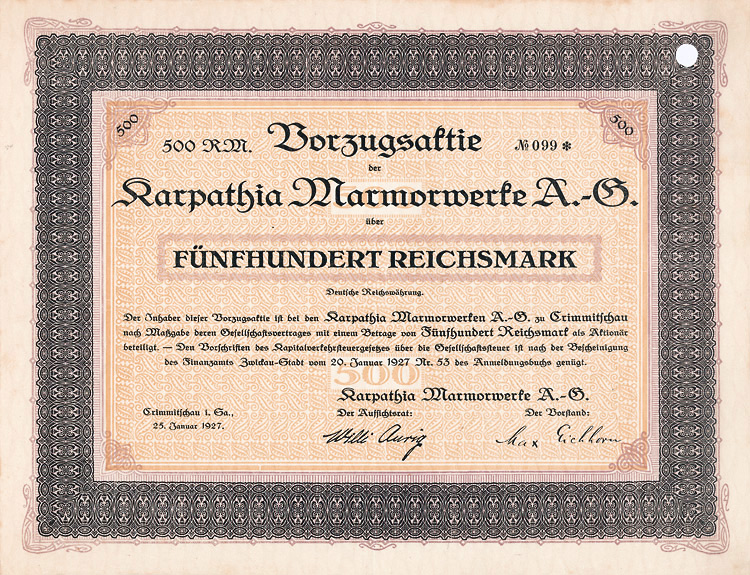 500
500
500 RM. Vorzugsaktie № 099 *
der
Karpathia Marmorwerke A.-G.
über
FÜNFHUNDERT REICHSMARK
Deutsche Reichswährung.
Der Inhaber dieser Vorzugsaktie ist bei den Karpathia Marmorwerken A.-G. zu Crimmitschau
nach Maßgabe deren Gesellschaftsvertrages mit einem Betrage von Fünfhundert Reichsmark als Aktionär
beteiligt. — Den Vorschriften des Kapitalverkehrsteuergesetzes über die Gesellschaftsteuer ist nach der Bescheinigung
des Finanzamts Zwickau-Stadt vom 20. Januar 1927 Nr. 53 des Anmeldungsbuchs genügt.
500
Karpathia Marmorwerke A.-G.
Crimmitschau i. Sa., Der Aufsichtsrat: Der Vorstand:
25. Januar 1927.
Willi Aurig Max Eichhorn